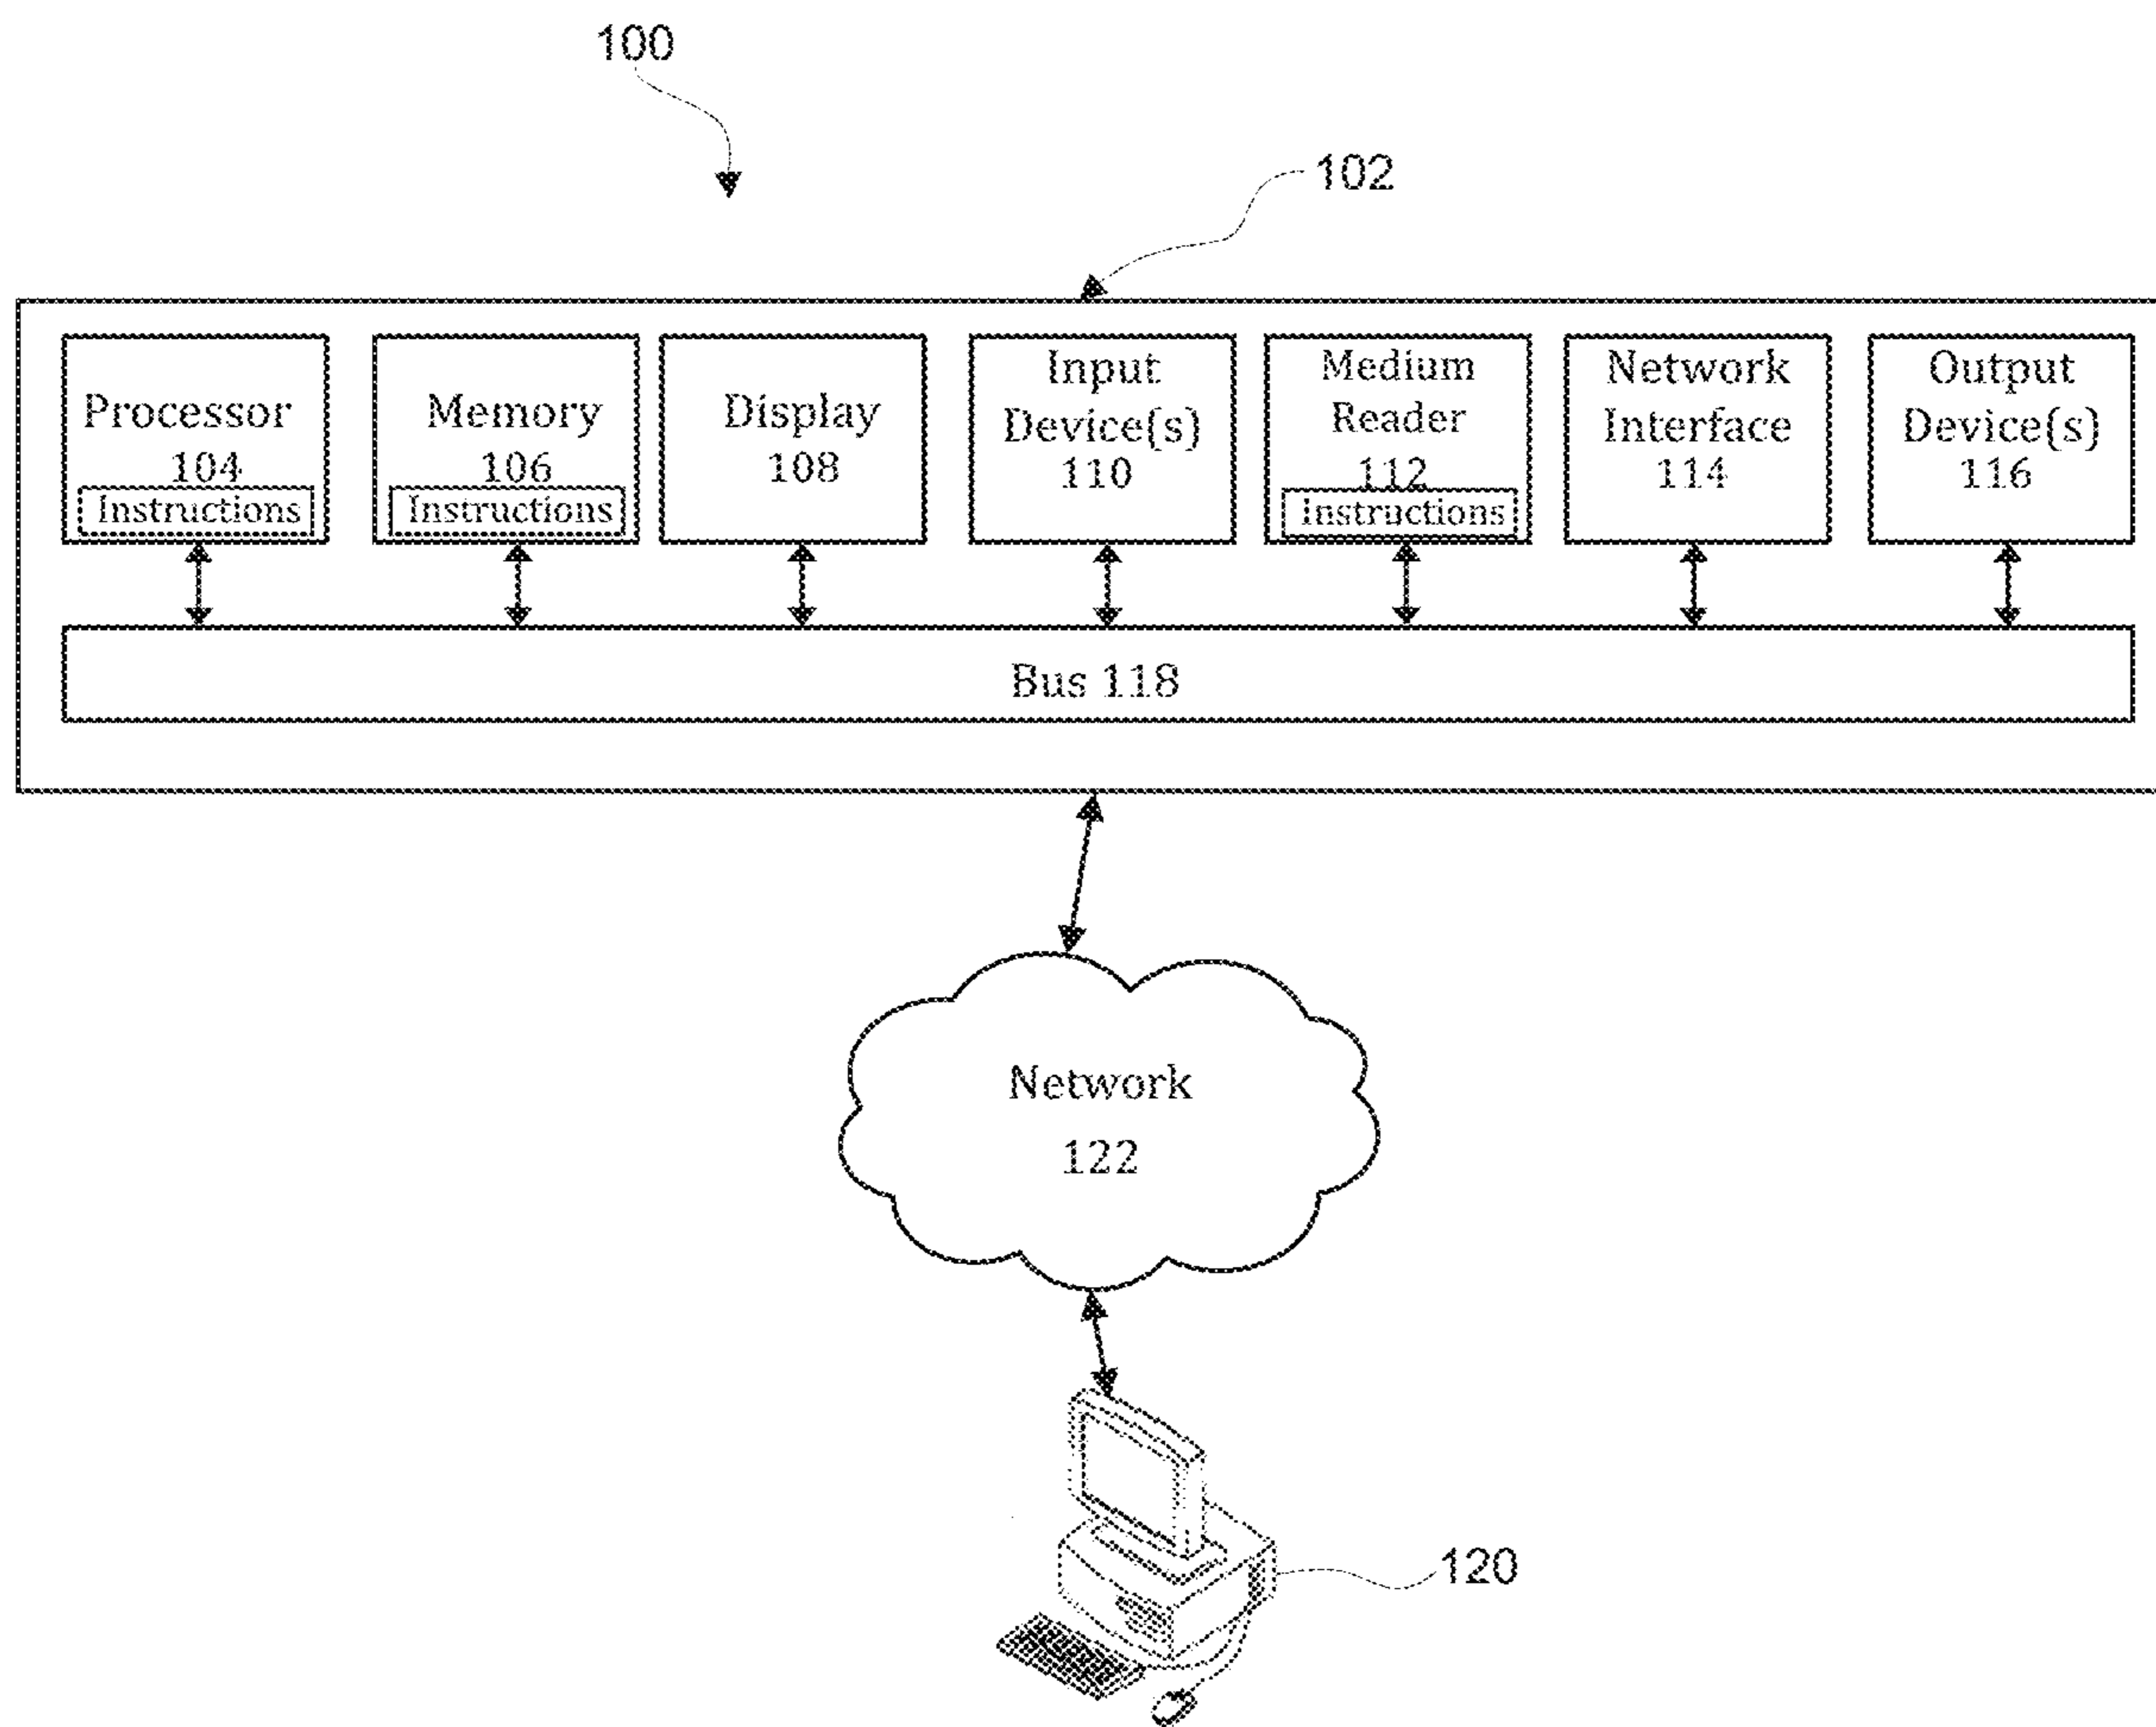 100
102
Processor
104
Instructions
Memory
106
Instructions
Display
108
Input
Device(s)
110
Medium
Reader
112
Instructions
Network
Interface
114
Output
Device(s)
116
Bus 118
Network
122
120